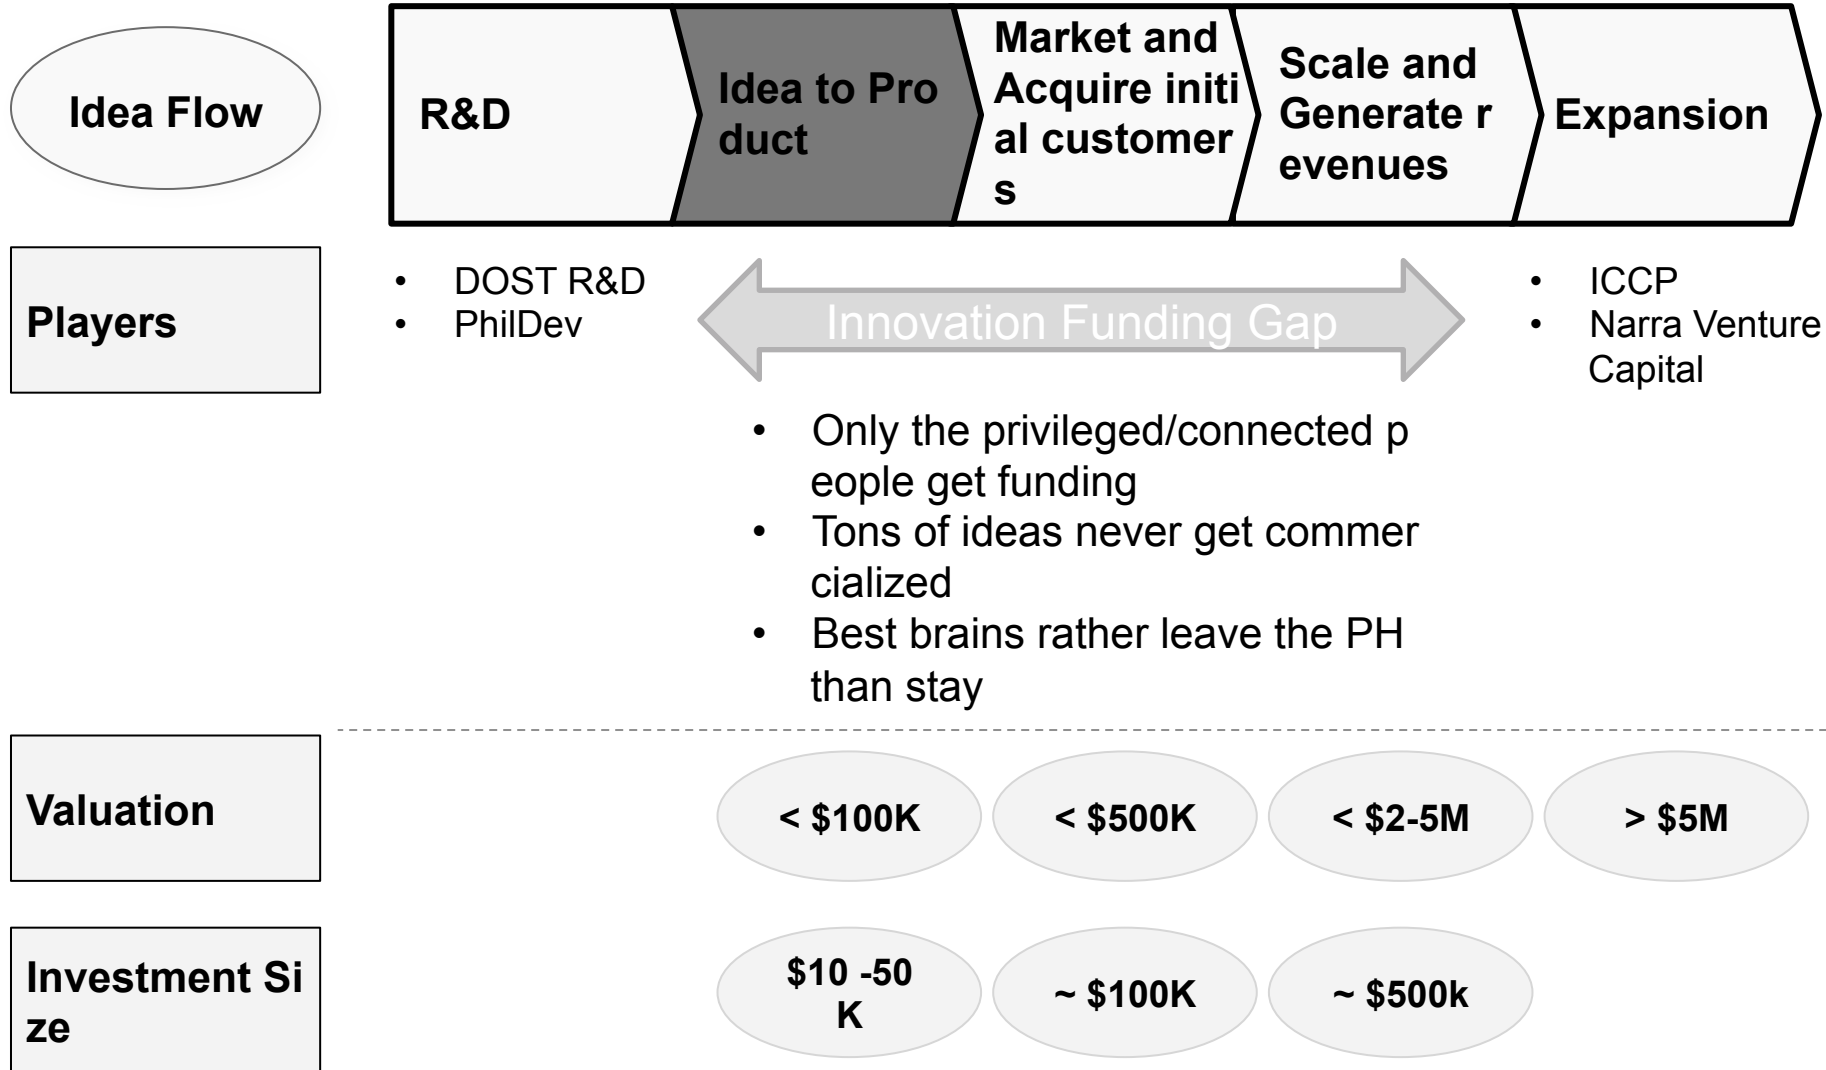 Idea Flow
R&D
Idea to Pro
duct
Market and
Acquire initi
al customer
s
Scale and
Generate r
evenues
Expansion
Players
• DOST R&D
• PhilDev
Innovation Funding Gap
• ICCP
• Narra Venture
Capital
• Only the privileged/connected p
eople get funding
• Tons of ideas never get commer
cialized
• Best brains rather leave the PH
than stay
Valuation
< $100K
< $500K
< $2-5M
> $5M
Investment Si
ze
$10 -50
K
~ $100K
~ $500k